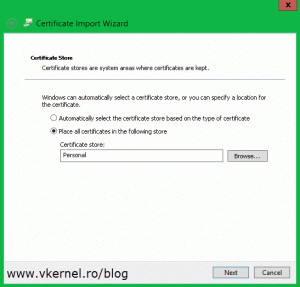 x
Certificate Import Wizard
Certificate Store
Certificate stores are system areas where certificates are kept.
Windows can automatically select a certificate store, or you can specify a location for
the certificate.
Automatically select the certificate store based on the type of certificate
Place all certificates in the following store
Certificate store:
Personal
Browse...
www.vkernel.ro/blog
Next
Cancel